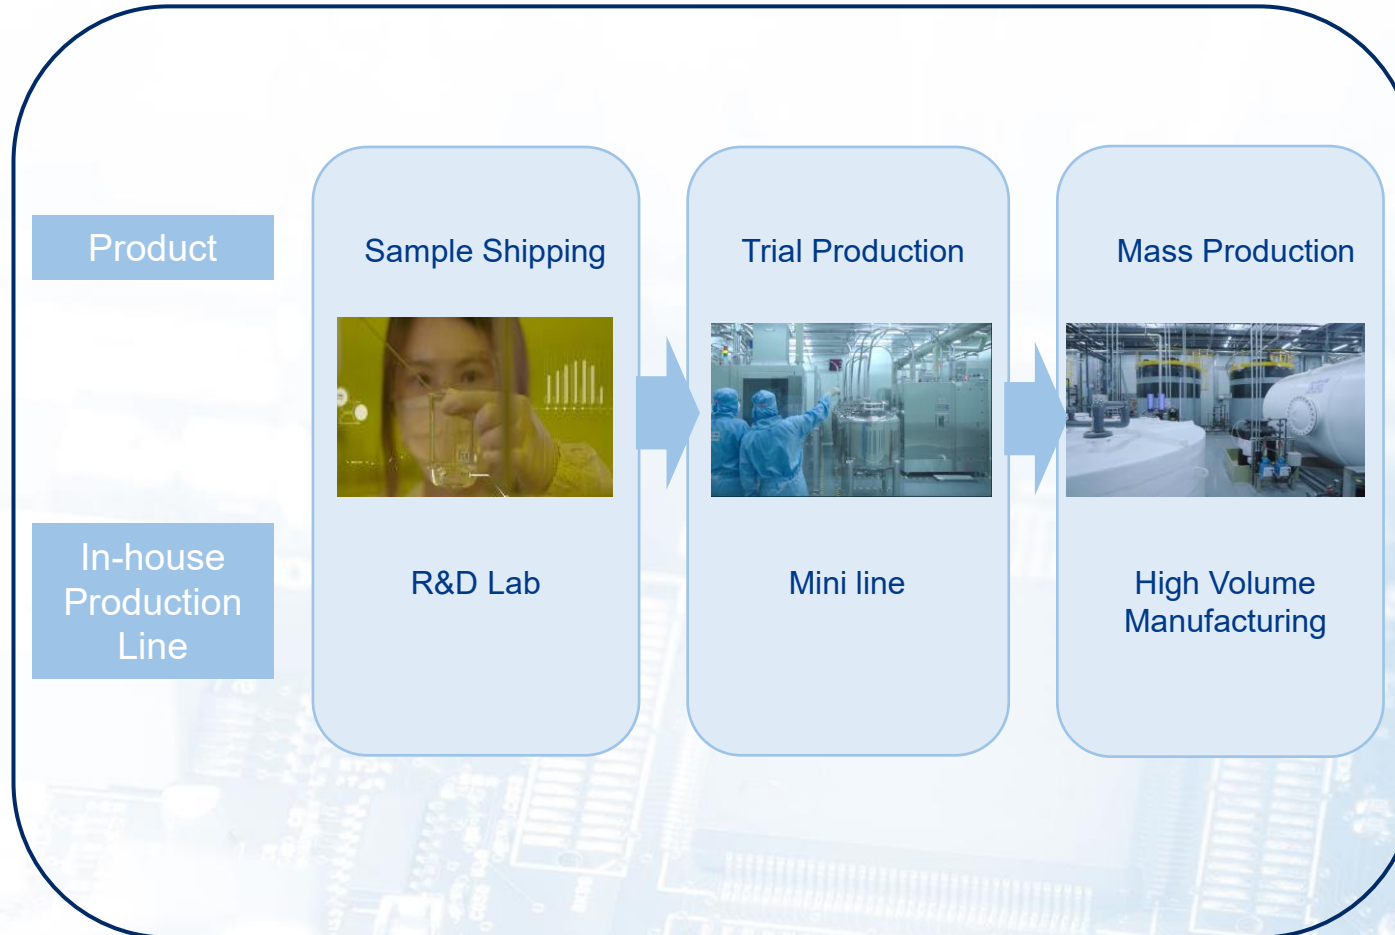 Product
Sample Shipping
Trial Production
Mass Production
In-house
Production
Line
R&D Lab
Mini line
High Volume
Manufacturing